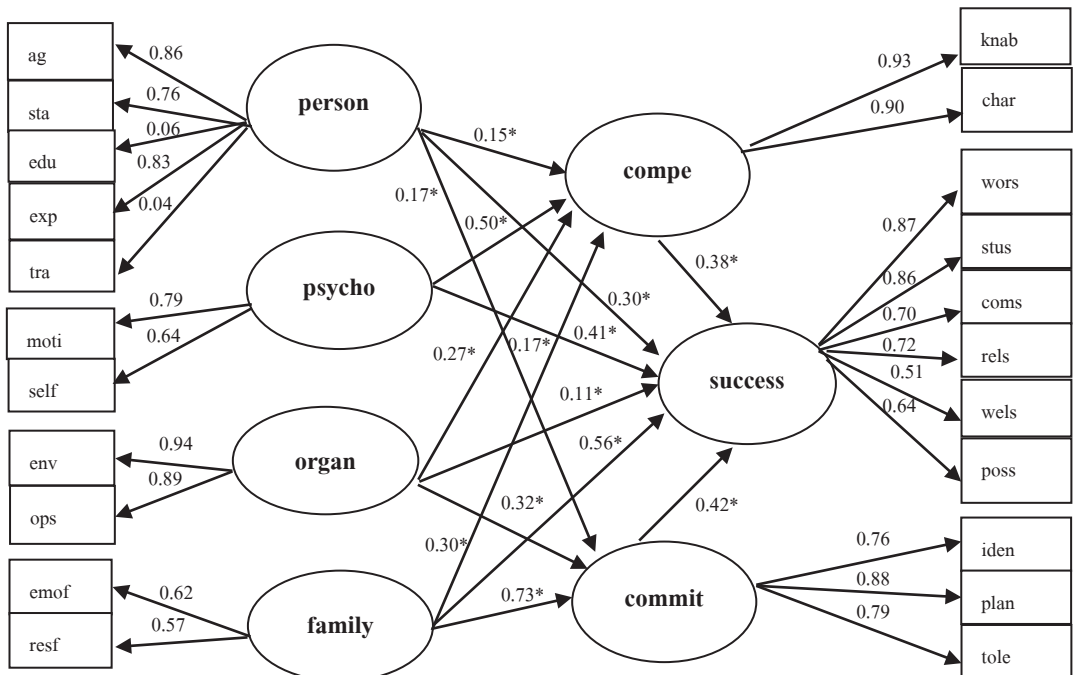 ag
sta
edu
exp
tra
0.86
0.76
0.06
0.83
0.04
person
moti
self
0.79
0.64
psycho
env
ops
0.94
0.89
organ
emof
resf
0.62
0.57
family
0.15*
0.17*
0.50*
0.30*
0.41*
0.27*
0.17*
0.11*
0.56*
0.32*
0.30*
0.73*
compe
0.38*
success
0.42*
commit
0.93
0.90
knab
char
0.87
0.86
0.70
0.72
0.51
0.64
wors
stus
coms
rels
wels
poss
0.76
0.88
0.79
iden
plan
tole